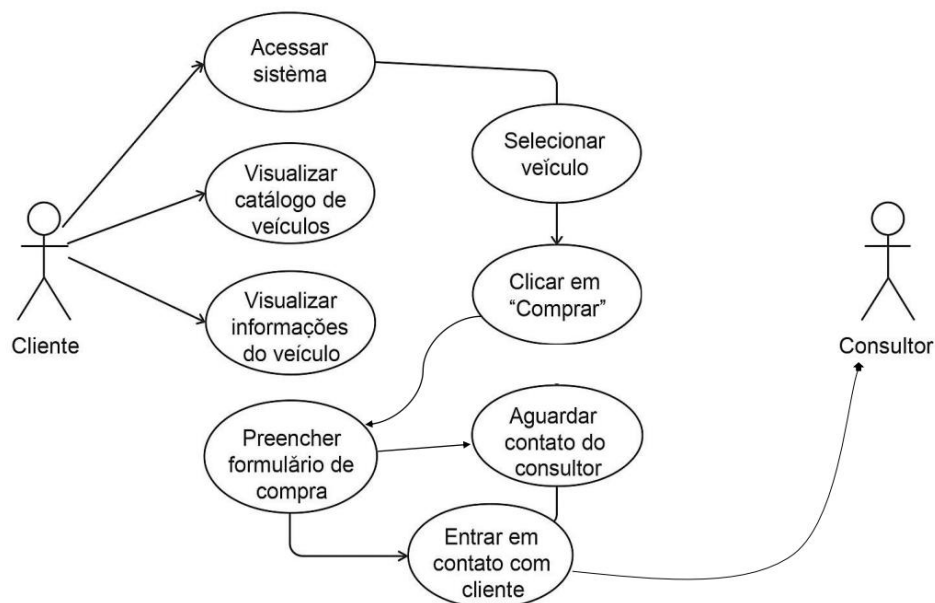 Acessar
sistèma
Selecionar
veículo
Visualizar
catálogo de
veículos
Clicar em
“Comprar”
Visualizar
informações
do veículo
Cliente
Consultor
Preencher
formulário de
compra
Aguardar
contato do
consultor
Entrar em
contato com
cliente